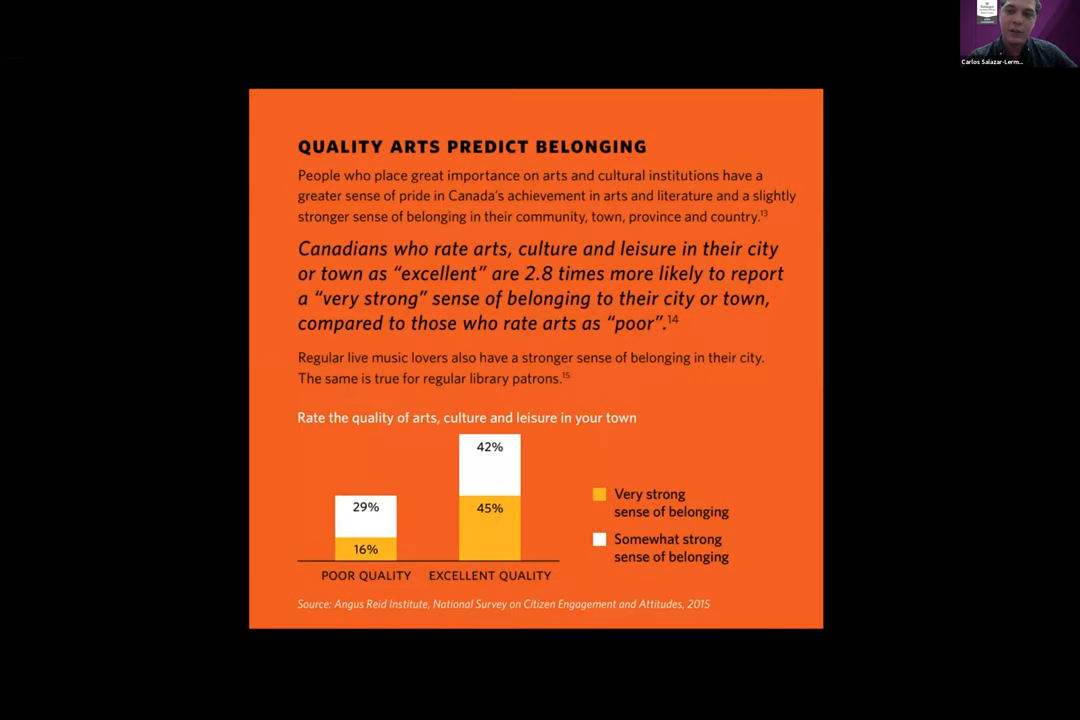 Carlos Salazar-Lerm...
QUALITY ARTS PREDICT BELONGING
People who place great importance on arts and cultural institutions have a
greater sense of pride in Canada's achievement in arts and literature and a slightly
stronger sense of belonging in their community, town, province and country.13
Canadians who rate arts, culture and leisure in their city
or town as “excellent” are 2.8 times more likely to report
a “very strong” sense of belonging to their city or town,
compared to those who rate arts as “poor”.14
Regular live music lovers also have a stronger sense of belonging in their city.
The same is true for regular library patrons.15
Rate the quality of arts, culture and leisure in your town
42%
29%
45%
16%
Very strong
sense of belonging
Somewhat strong
sense of belonging
POOR QUALITY EXCELLENT QUALITY
Source: Angus Reid Institute, National Survey on Citizen Engagement and Attitudes, 2015